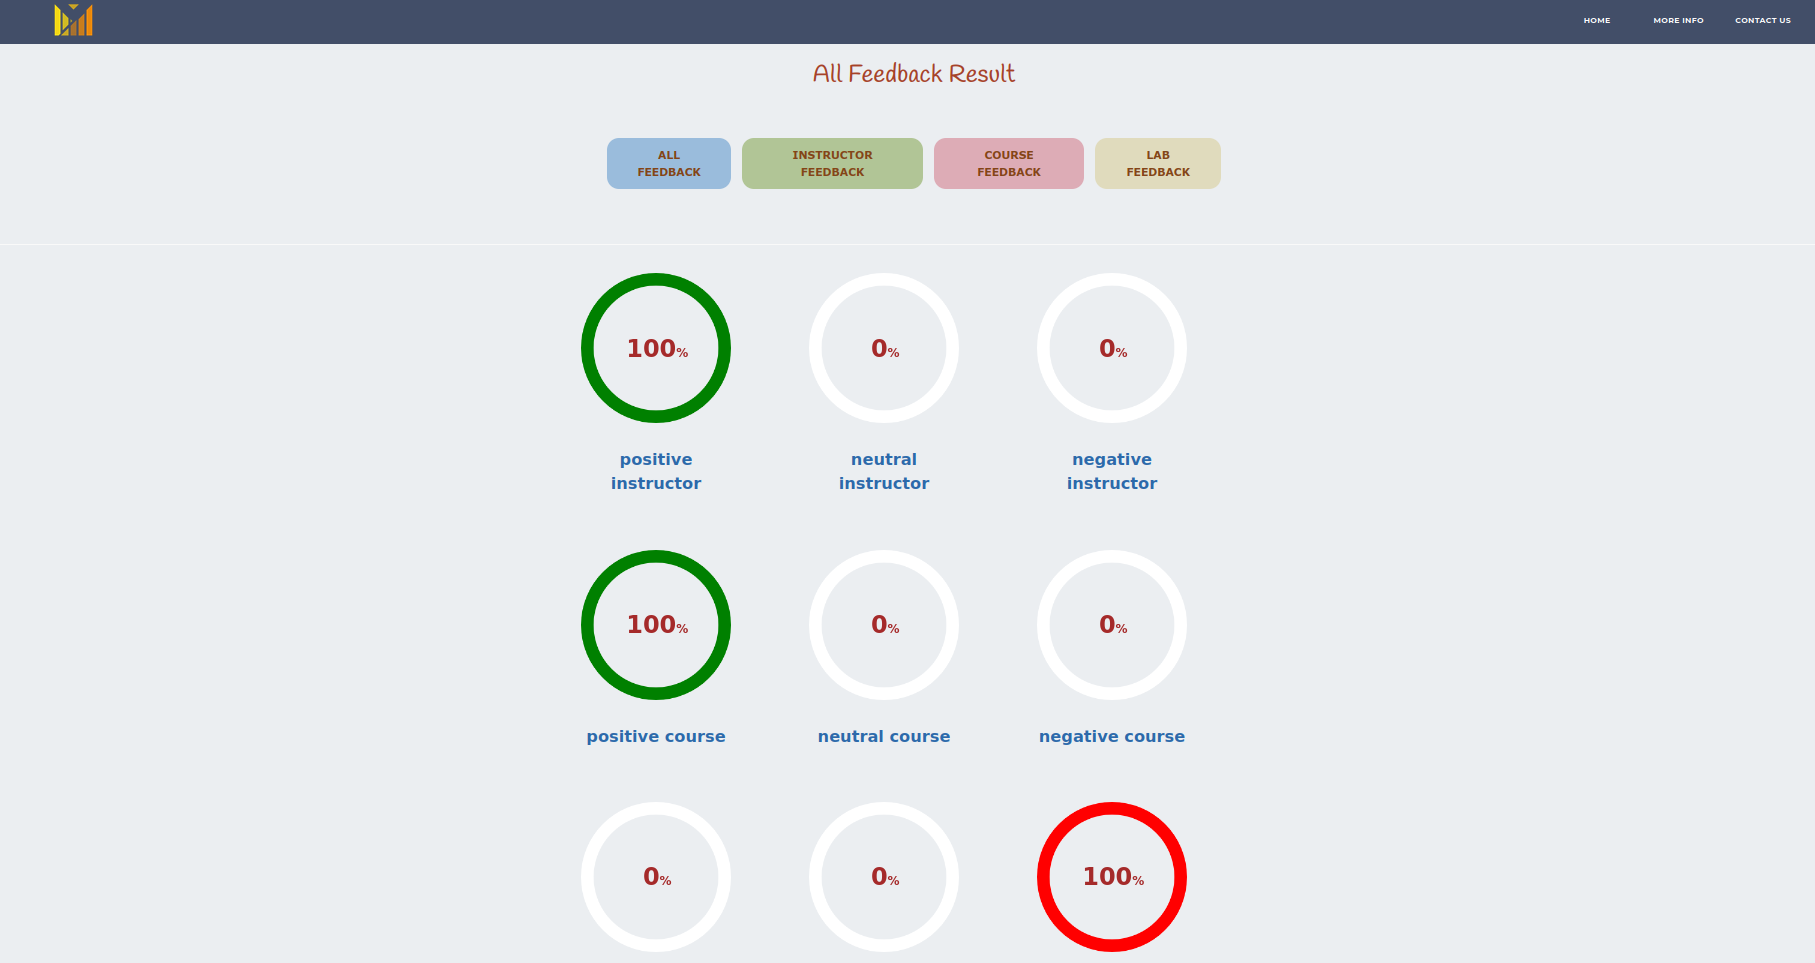 HOME MORE INFO CONTACT US
All Feedback Result
ALL
FEEDBACK
INSTRUCTOR
FEEDBACK
COURSE
FEEDBACK
LAB
FEEDBACK
100%
0%
0%
positive
instructor
neutral
instructor
negative
instructor
100%
0%
0%
positive course
neutral course
negative course
0%
0%
100%